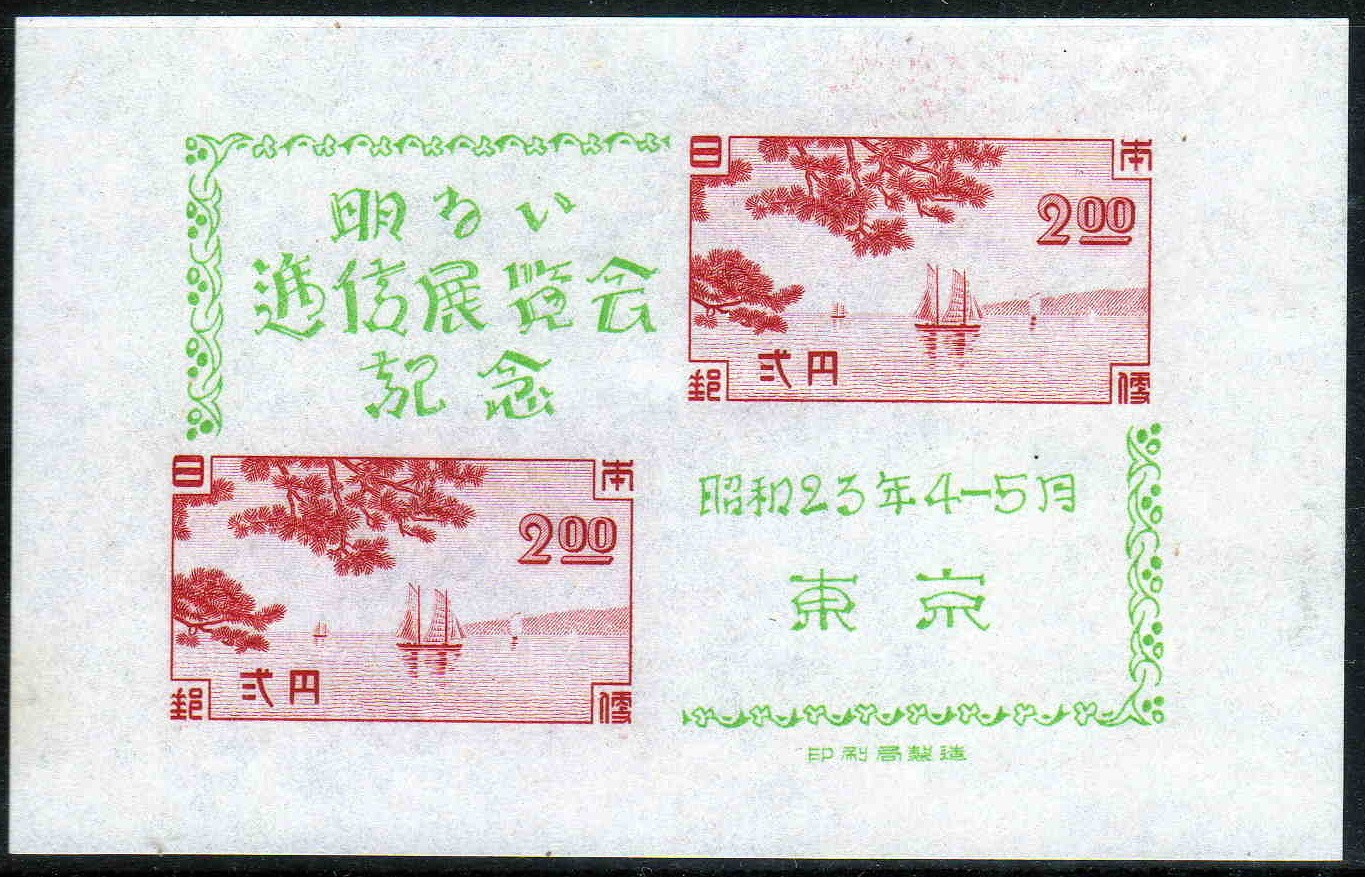 明るい
逓信展覧会
記念
日本
2.00
弐円
郵便
日本
2.00
弐円
郵便
昭和23年4-5月
東京
印刷局製造